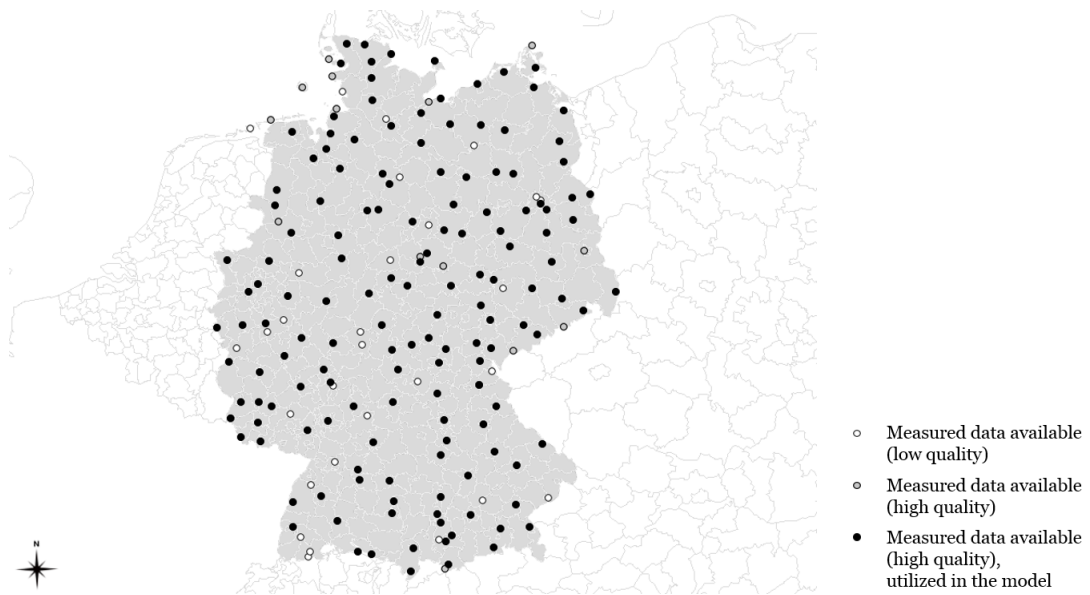 Measured data available
(low quality)
Measured data available
(high quality)
Measured data available
(high quality),
utilized in the model
N